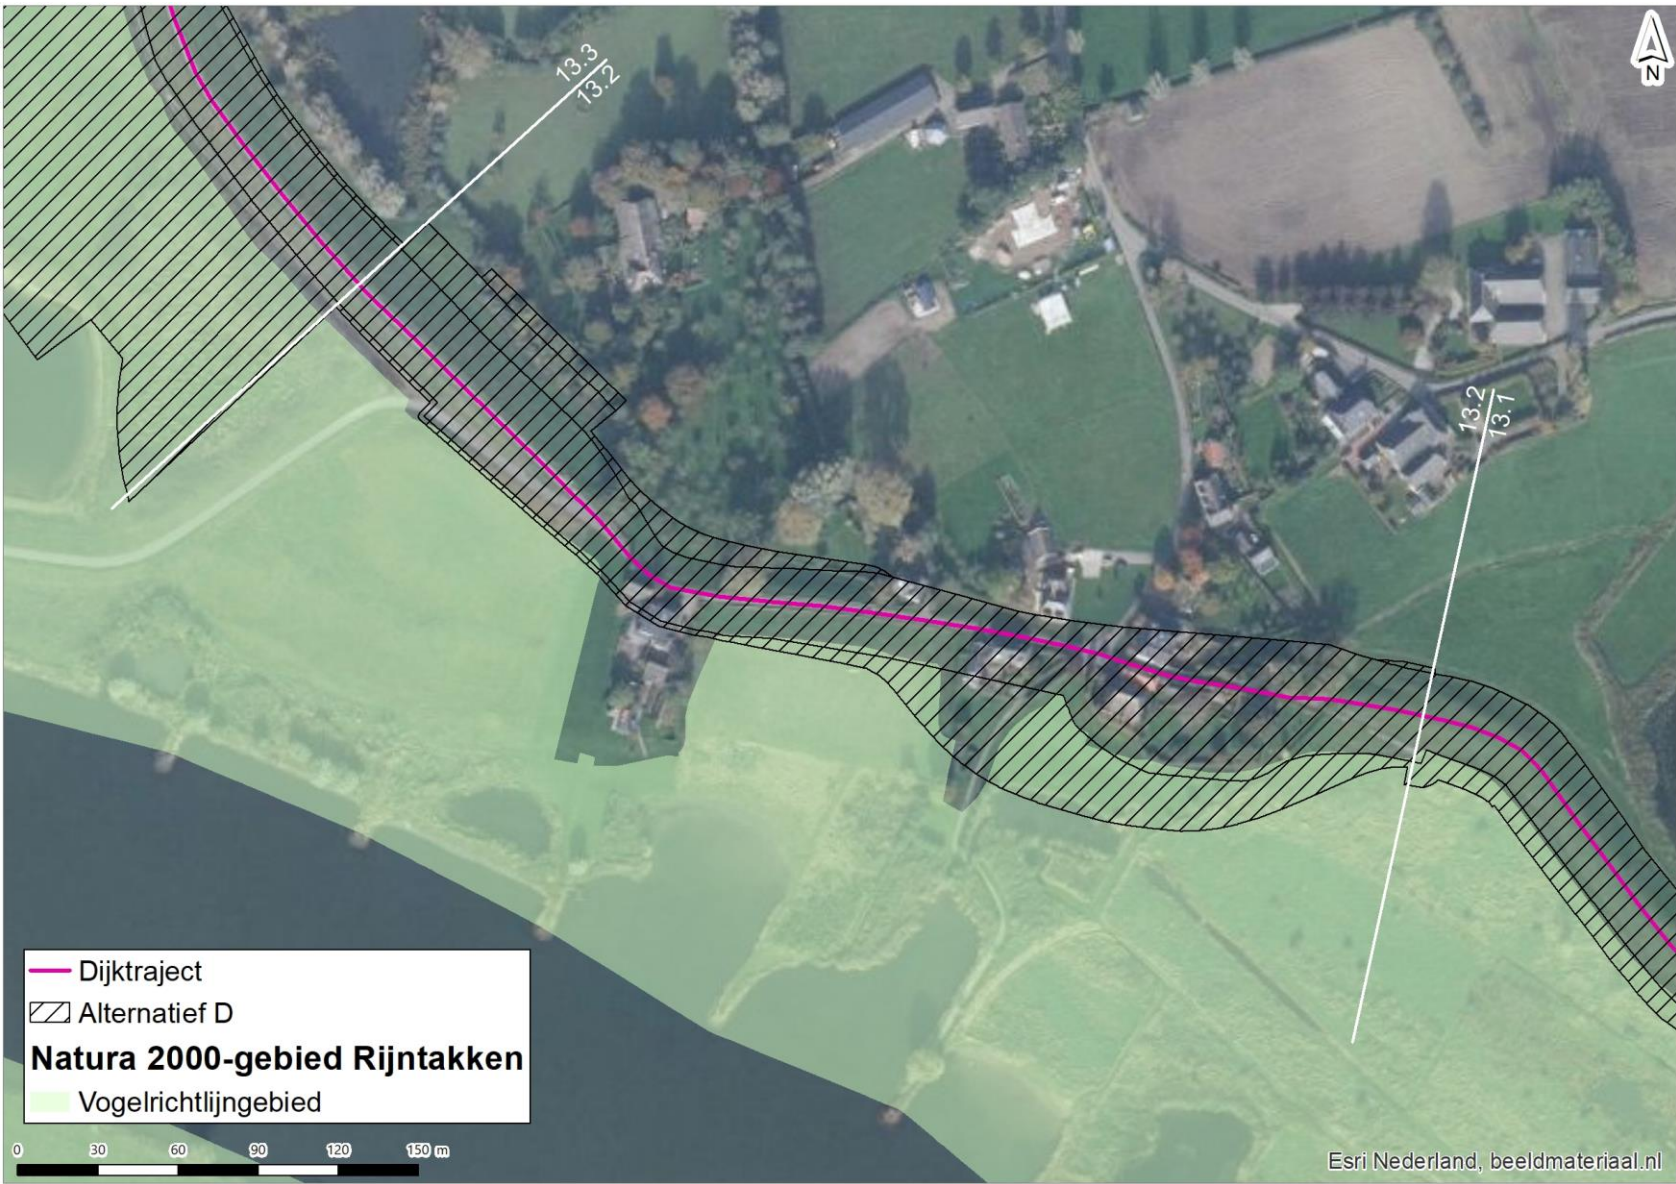 N
13.3
13.2
13.2
13.1
Dijktraject
Alternatief D
Natura 2000-gebied Rijntakken
Vogelrichtlijngebied
0 30 60 90 120 150 m
Esri Nederland, beeldmateriaal.nl